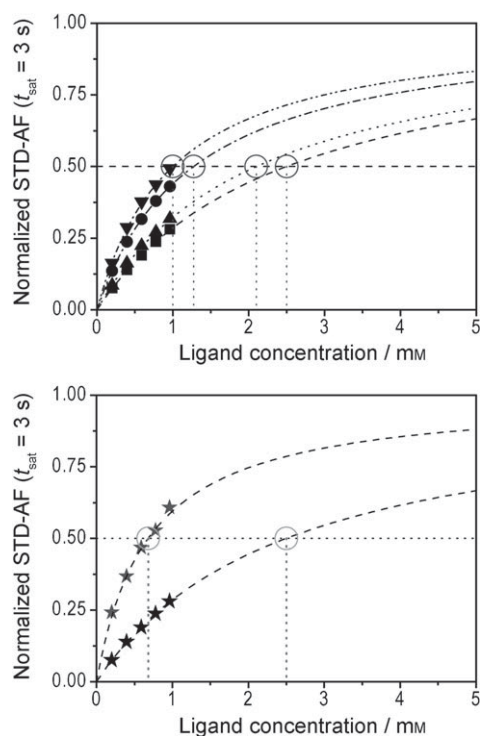 Normalized STD-AF (tsat = 3 s)
1.00
0.75
0.50
0.25
0.00
0 1 2 3 4 5
Ligand concentration / mM
Normalized STD-AF (tsat = 3 s)
1.00
0.75
0.50
0.25
0.00
0 1 2 3 4 5
Ligand concentration / mM